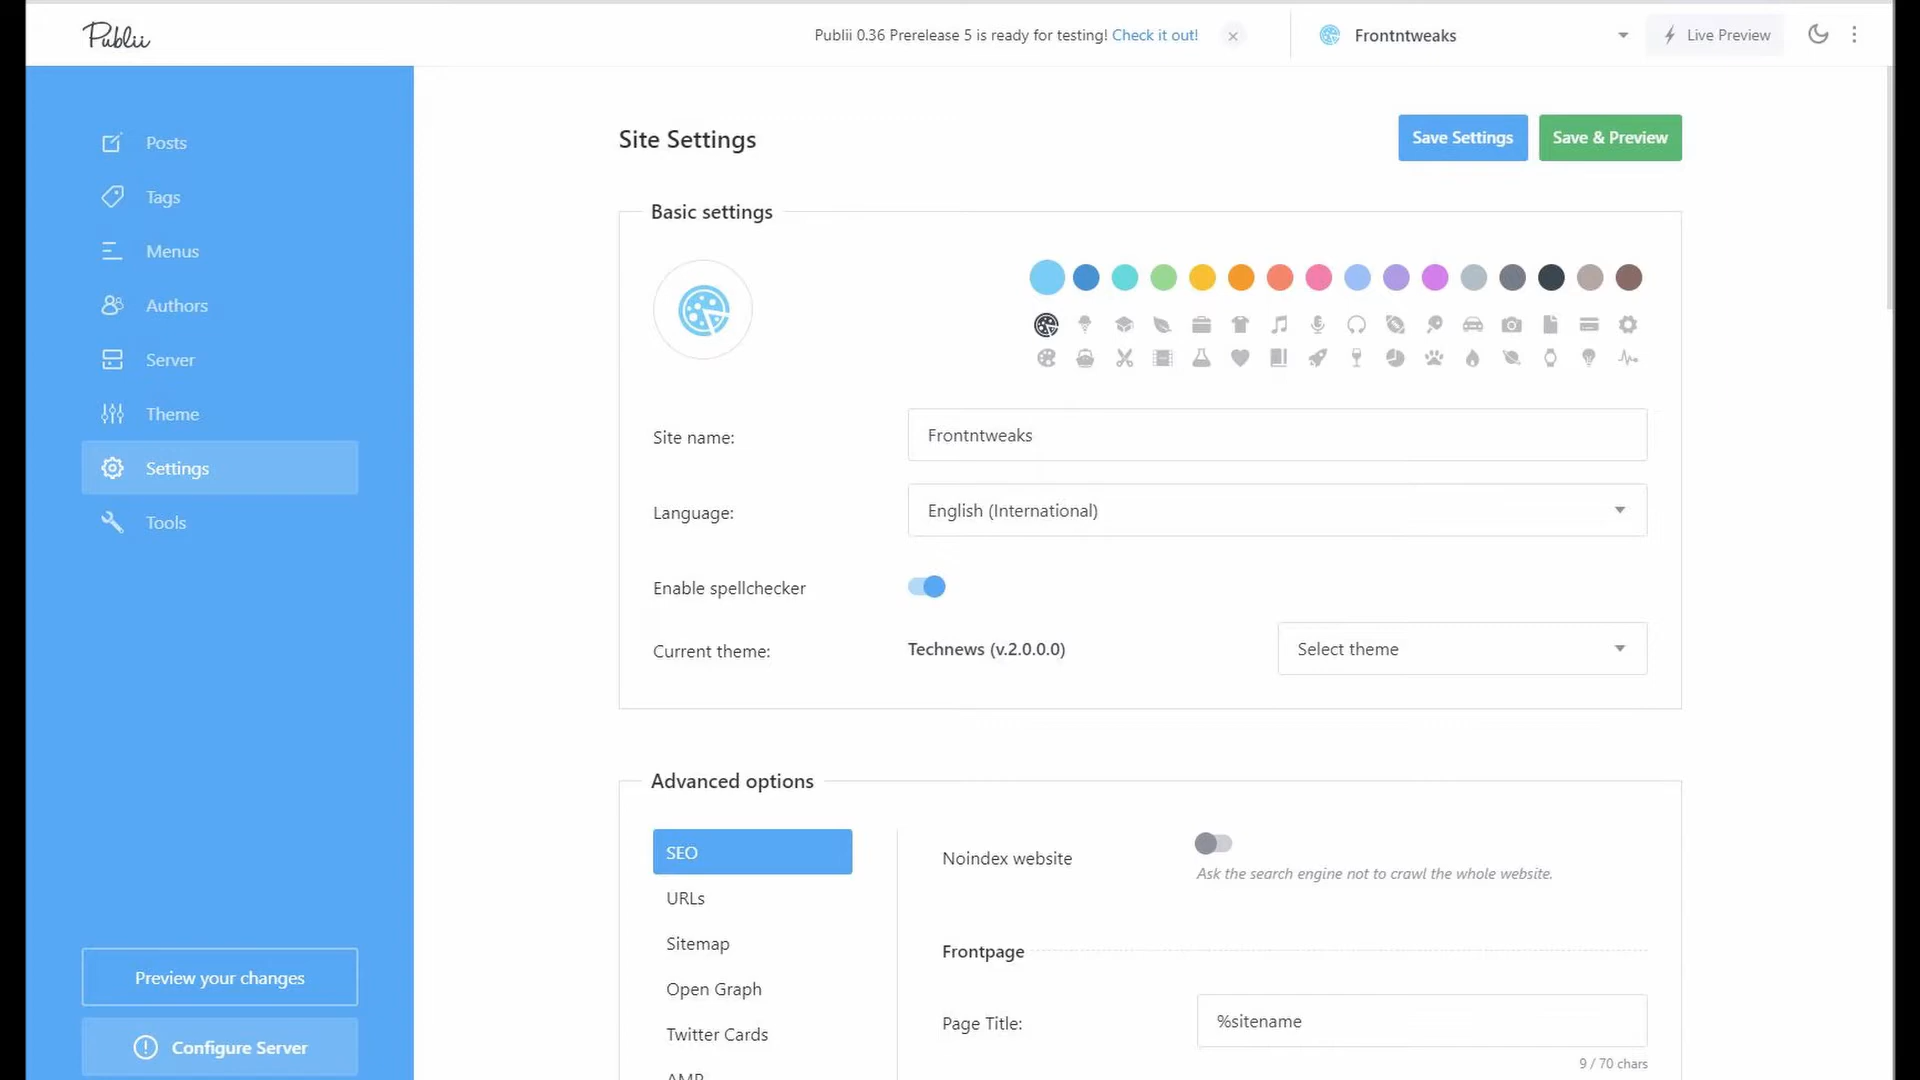 Publii
Publii 0.36 Prerelease 5 is ready for testing! Check it out!
Frontntweaks
Live Preview
Posts
Tags
Menus
Authors
Server
Theme
Settings
Tools
Preview your changes
Configure Server
Site Settings
Save Settings
Save & Preview
Basic settings
Site name:
Frontntweaks
Language:
English (International)
Enable spellchecker
Current theme:
Technews (v.2.0.0.0)
Select theme
Advanced options
SEO
URLs
Sitemap
Open Graph
Twitter Cards
AMP
Noindex website
Ask the search engine not to crawl the whole website.
Frontpage
Page Title:
%sitename
9 / 70 chars